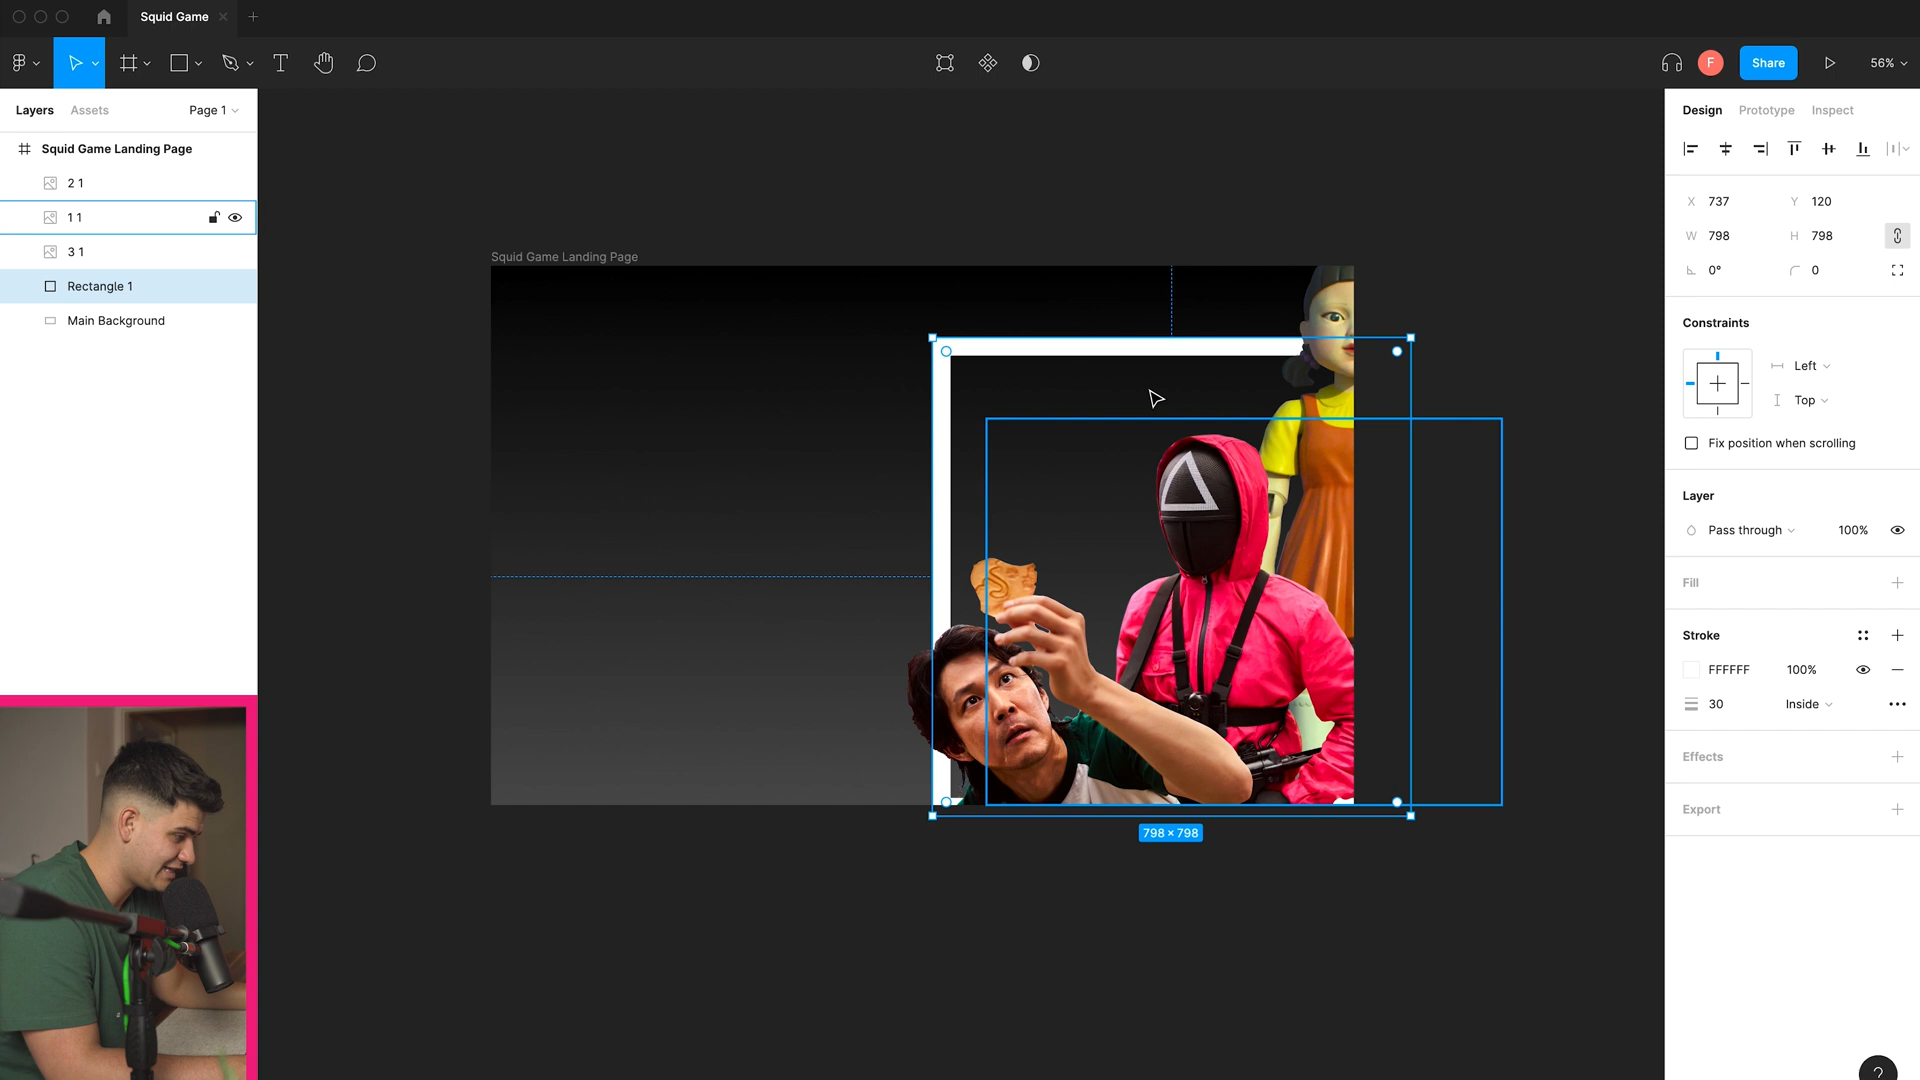 Squid Game
F
Share
56%
Layers
Assets
Page 1
Squid Game Landing Page
2 1
1 1
3 1
Rectangle 1
Main Background
Squid Game Landing Page
798 × 798
Design
Prototype
Inspect
X 737
Y 120
W 798
H 798
0°
0
Constraints
Left
Top
Fix position when scrolling
Layer
Pass through
100%
Fill
Stroke
FFFFFF
100%
30
Inside
Effects
Export
?